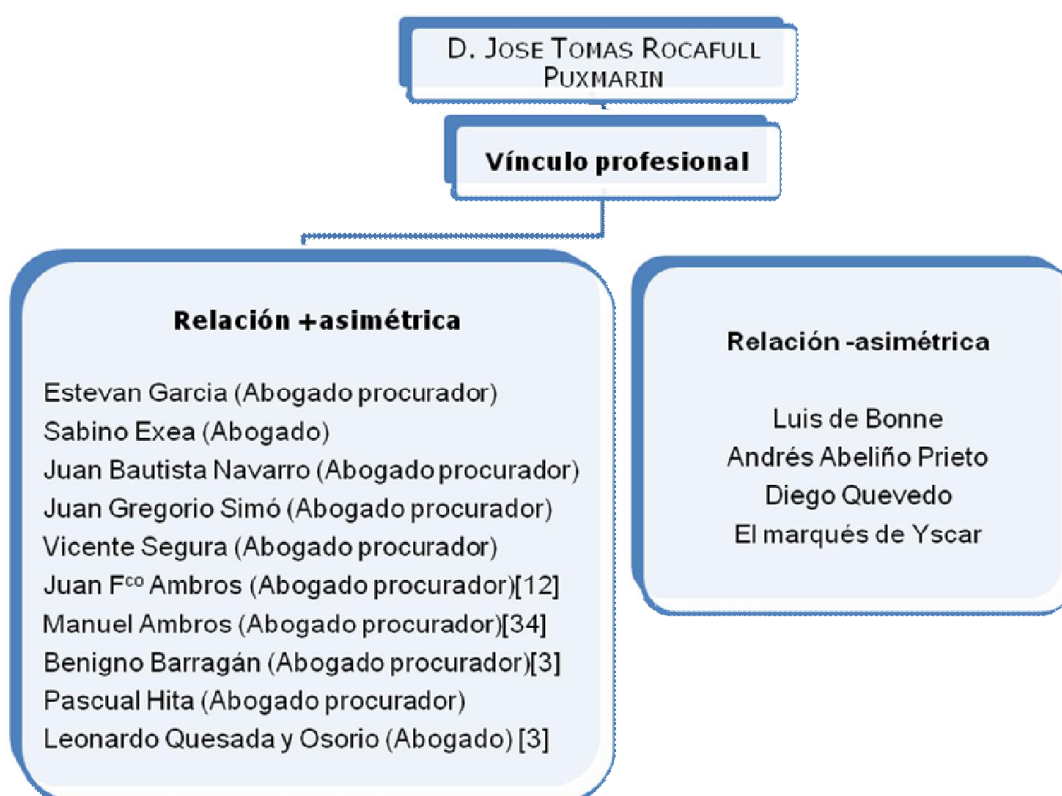 D. JOSE TOMAS ROCAFULL
PUXMARIN
Vínculo profesional
Relación +asimétrica
Estevan Garcia (Abogado procurador)
Sabino Exea (Abogado)
Juan Bautista Navarro (Abogado procurador)
Juan Gregorio Simó (Abogado procurador)
Vicente Segura (Abogado procurador)
Juan Fᶜᵒ Ambros (Abogado procurador)[12]
Manuel Ambros (Abogado procurador)[34]
Benigno Barragán (Abogado procurador)[3]
Pascual Hita (Abogado procurador)
Leonardo Quesada y Osorio (Abogado) [3]
Relación -asimétrica
Luis de Bonne
Andrés Abeliño Prieto
Diego Quevedo
El marqués de Yscar